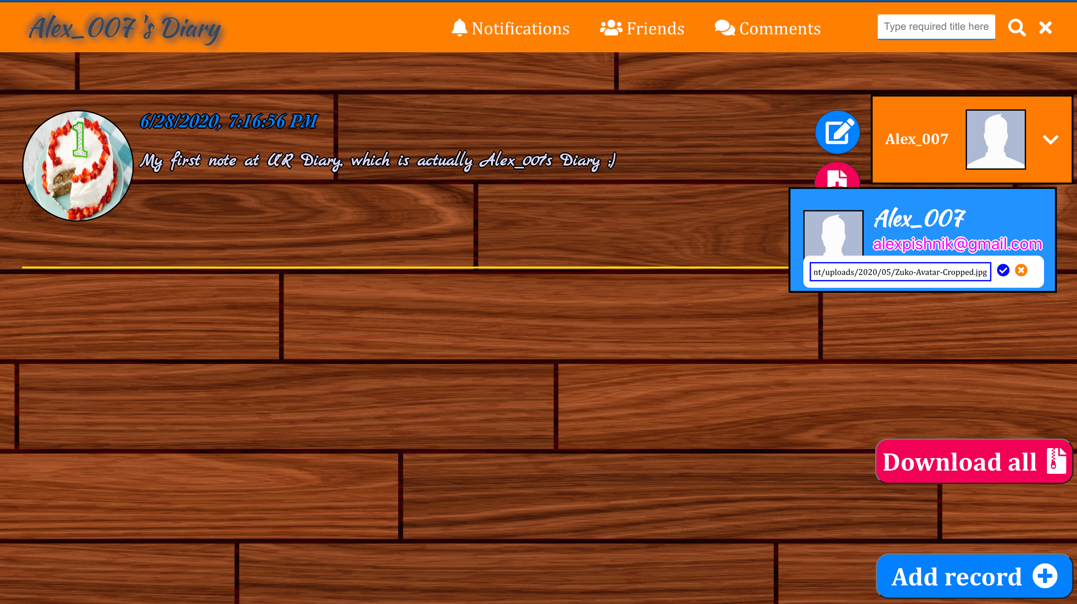 Alex_007 's Diary
Notifications
Friends
Comments
Type required title here
6/28/2020, 7:16:56 PM
My first note at UR Diary, which is actually Alex_007's Diary :)
1
Alex_007
Alex_007
alexpishnik@gmail.com
nt/uploads/2020/05/Zuko-Avatar-Cropped.jpg
Download all
Add record